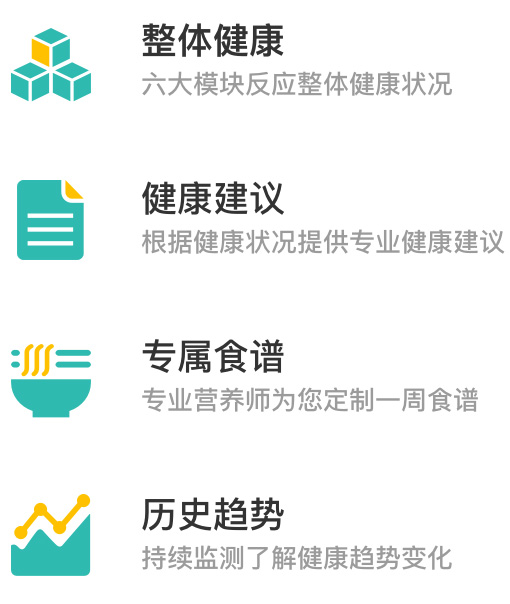 整体健康
六大模块反应整体健康状况
健康建议
根据健康状况提供专业健康建议
专属食谱
专业营养师为您定制一周食谱
历史趋势
持续监测了解健康趋势变化